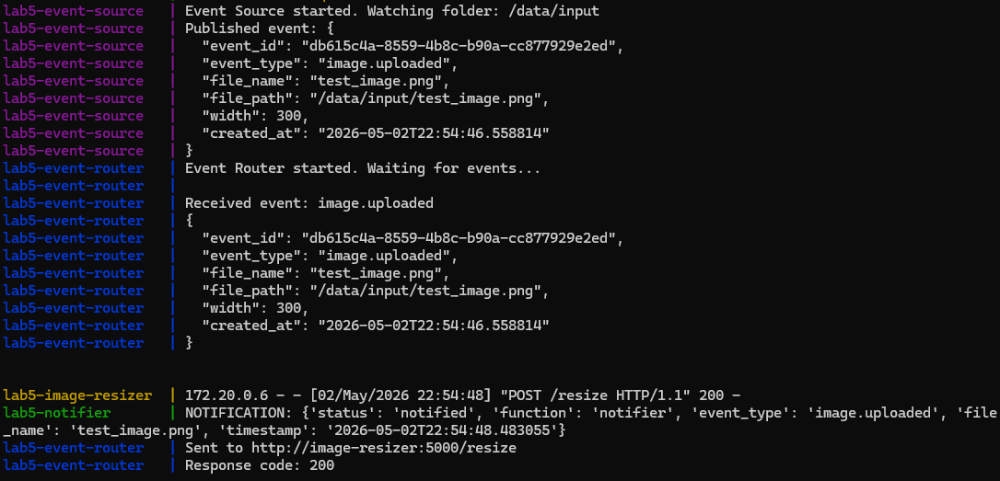 lab5-event-source   | Event Source started. Watching folder: /data/input
lab5-event-source   | Published event: {
lab5-event-source   |   "event_id": "db615c4a-8559-4b8c-b90a-cc877929e2ed",
lab5-event-source   |   "event_type": "image.uploaded",
lab5-event-source   |   "file_name": "test_image.png",
lab5-event-source   |   "file_path": "/data/input/test_image.png",
lab5-event-source   |   "width": 300,
lab5-event-source   |   "created_at": "2026-05-02T22:54:46.558814"
lab5-event-source   | }
lab5-event-router   | Event Router started. Waiting for events...
lab5-event-router   |
lab5-event-router   | Received event: image.uploaded
lab5-event-router   | {
lab5-event-router   |   "event_id": "db615c4a-8559-4b8c-b90a-cc877929e2ed",
lab5-event-router   |   "event_type": "image.uploaded",
lab5-event-router   |   "file_name": "test_image.png",
lab5-event-router   |   "file_path": "/data/input/test_image.png",
lab5-event-router   |   "width": 300,
lab5-event-router   |   "created_at": "2026-05-02T22:54:46.558814"
lab5-event-router   | }
lab5-image-resizer  | 172.20.0.6 - - [02/May/2026 22:54:48] "POST /resize HTTP/1.1" 200 -
lab5-notifier       | NOTIFICATION: {'status': 'notified', 'function': 'notifier', 'event_type': 'image.uploaded', 'file
_name': 'test_image.png', 'timestamp': '2026-05-02T22:54:48.483055'}
lab5-event-router   | Sent to http://image-resizer:5000/resize
lab5-event-router   | Response code: 200